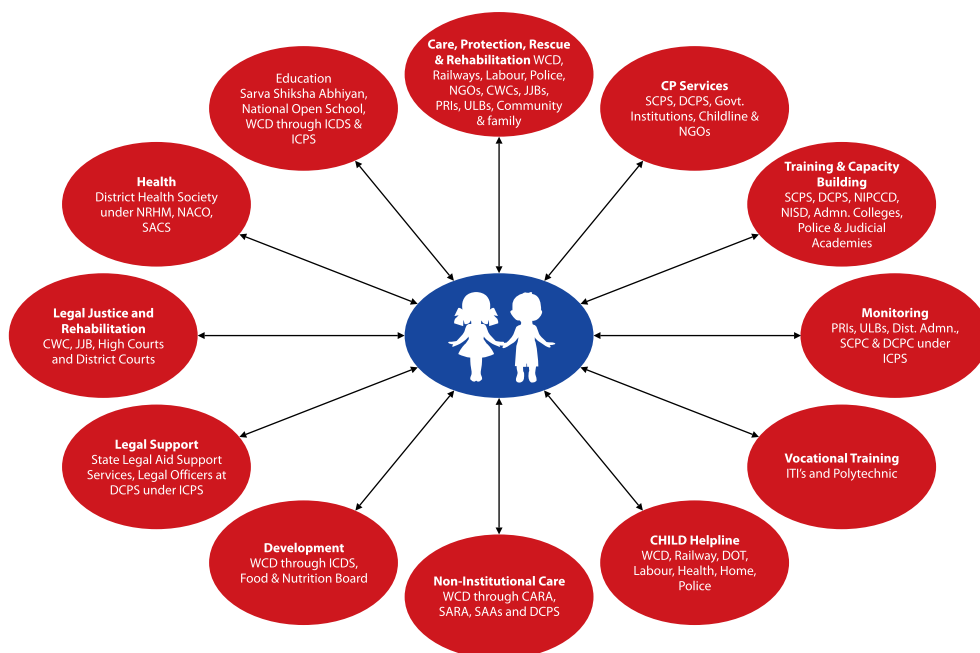 Care, Protection, Rescue
& Rehabilitation WCD,
Railways, Labour, Police,
NGOs, CWCs, JJBs,
PRIs, ULBs, Community
& family
CP Services
SCPS, DCPS, Govt.
Institutions, Childline &
NGOs
Training & Capacity
Building
SCPS, DCPS, NIPCCD,
NISD, Admn. Colleges,
Police & Judicial
Academies
Monitoring
PRIs, ULBs, Dist. Admn.,
SCPC & DCPC under
ICPS
Vocational Training
ITI's and Polytechnic
CHILD Helpline
WCD, Railway, DOT,
Labour, Health, Home,
Police
Non-Institutional Care
WCD through CARA,
SARA, SAAs and DCPS
Development
WCD through ICDS,
Food & Nutrition Board
Legal Support
State Legal Aid Support
Services, Legal Officers at
DCPS under ICPS
Legal Justice and
Rehabilitation
CWC, JJB, High Courts
and District Courts
Health
District Health Society
under NRHM, NACO,
SACS
Education
Sarva Shiksha Abhiyan,
National Open School,
WCD through ICDS &
ICPS